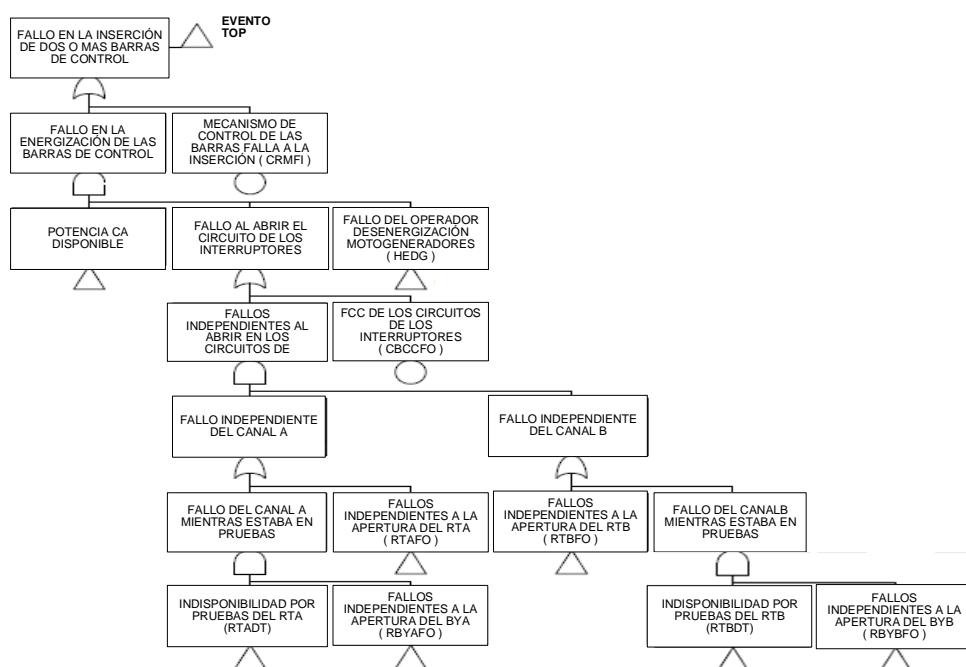 EVENTO
TOP
FALLO EN LA INSERCIÓN
DE DOS O MAS BARRAS
DE CONTROL
FALLO EN LA
ENERGIZACIÓN DE LAS
BARRAS DE CONTROL
MECANISMO DE
CONTROL DE LAS
BARRAS FALLA A LA
INSERCIÓN ( CRMFI )
POTENCIA CA
DISPONIBLE
FALLO AL ABRIR EL
CIRCUITO DE LOS
INTERRUPTORES
FALLO DEL OPERADOR
DESENERGIZACIÓN
MOTOGENERADORES
( HEDG )
FALLOS
INDEPENDIENTES AL
ABRIR EN LOS
CIRCUITOS DE
FCC DE LOS CIRCUITOS
DE LOS
INTERRUPTORES
( CBCCFO )
FALLO INDEPENDIENTE
DEL CANAL A
FALLO INDEPENDIENTE
DEL CANAL B
FALLO DEL CANAL A
MIENTRAS ESTABA EN
PRUEBAS
FALLOS
INDEPENDIENTES A LA
APERTURA DEL RTA
( RTAFO )
FALLOS
INDEPENDIENTES A LA
APERTURA DEL RTB
( RTBFO )
FALLO DEL CANALB
MIENTRAS ESTABA EN
PRUEBAS
INDISPONIBILIDAD POR
PRUEBAS DEL RTA
(RTADT)
FALLOS
INDEPENDIENTES A LA
APERTURA DEL BYA
( RBYAFO )
INDISPONIBILIDAD POR
PRUEBAS DEL RTB
(RTBDT)
FALLOS
INDEPENDIENTES A LA
APERTURA DEL BYB
( RBYBFO )